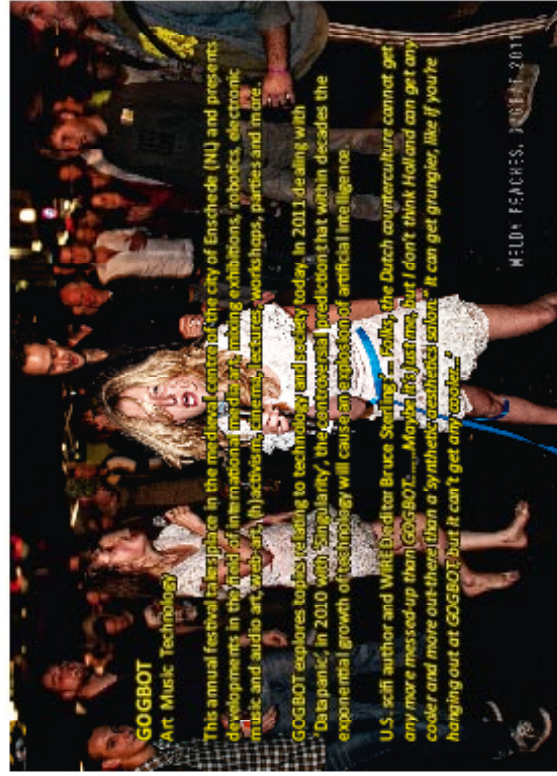 GOGBOT
Art Music Technology
This annual festival takes place in the medieval centre of the city of Enschede (NL) and presents
developments in the field of international media art, mixing exhibitions, robotics, electronic
music and audio art, web-art, (h)activism, cinema, lectures, workshops, parties and more.
GOGBOT explores topics relating to technology and society today. In 2011 dealing with
'Datapanic', in 2010 with 'Singularity', the concept predictions that within decades the
exponential growth of technology will cause an explosion of artificial intelligence.
U.S. scifi author and WIRED editor Bruce Sterling: 'Folks, the Dutch counterculture cannot get
any more messed-up than GOGBOT. Maybe it's just me, but I don't think Holland can get any
cooler and more out-there than a 'synthetics' aside. It can get grungier, like if you're
hanging out at GOGBOT, but it can't get any cooler...'
MELDY PEACHES, GOGBOT 2011